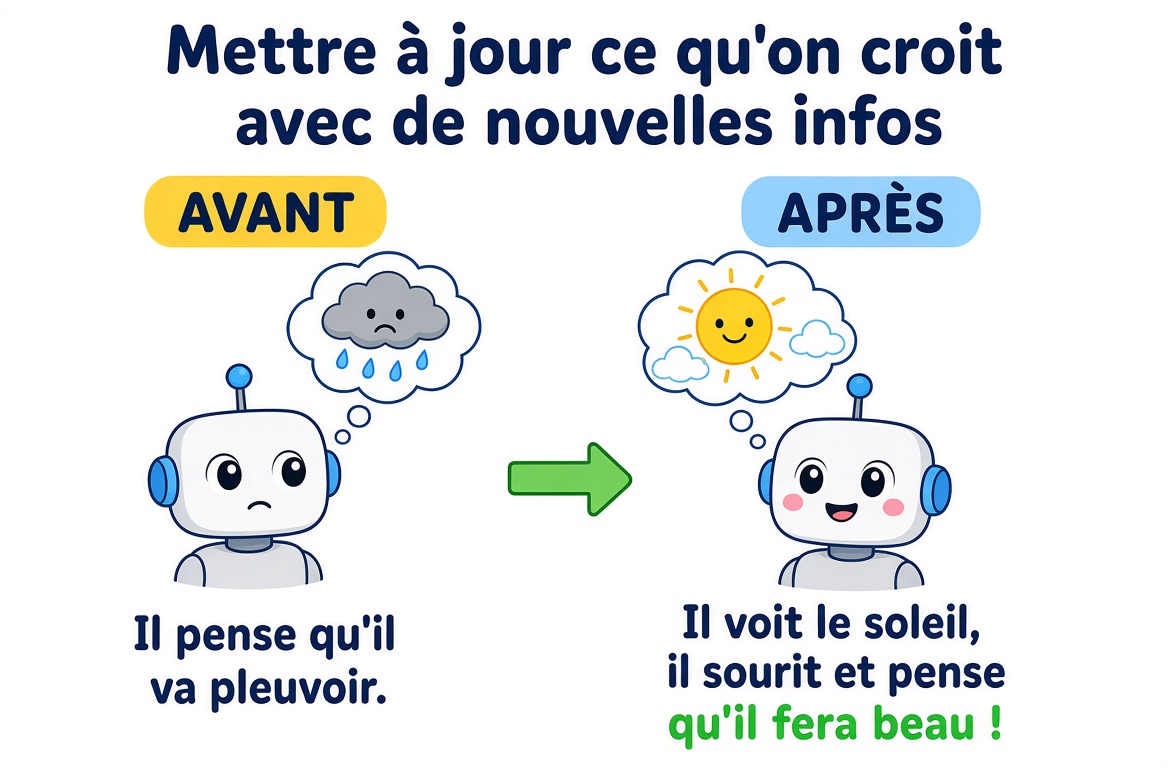 Mettre à jour ce qu'on croit
avec de nouvelles infos
AVANT
APRÈS
Il pense qu'il
va pleuvoir.
Il voit le soleil,
il sourit et pense
qu'il fera beau !